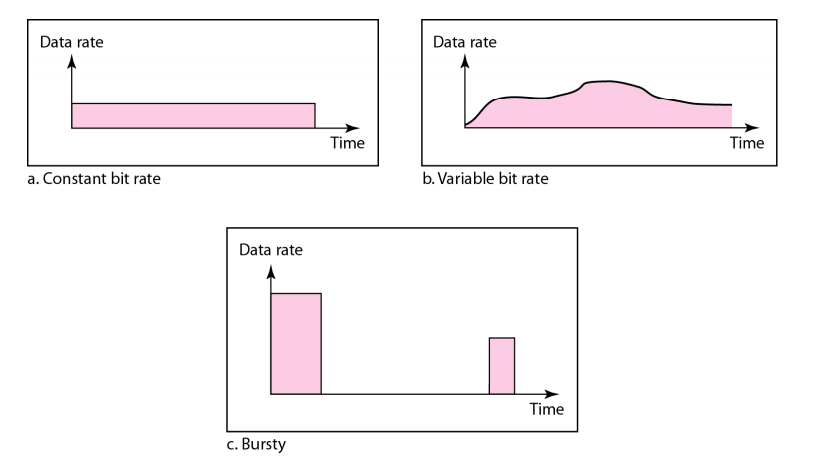 Data rate
Time
a. Constant bit rate
Data rate
Time
b. Variable bit rate
Data rate
Time
c. Bursty